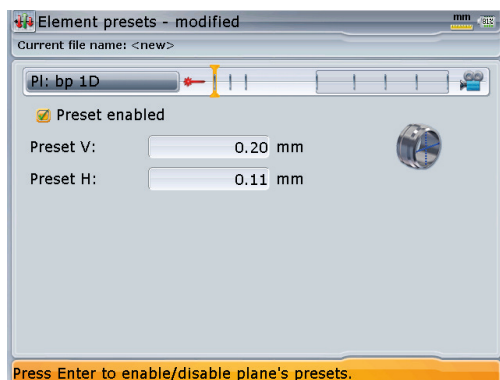 Element presets - modified
mm 81%
Current file name: <new>
Pl: bp 1D
Preset enabled
Preset V: 0.20 mm
Preset H: 0.11 mm
Press Enter to enable/disable plane's presets.